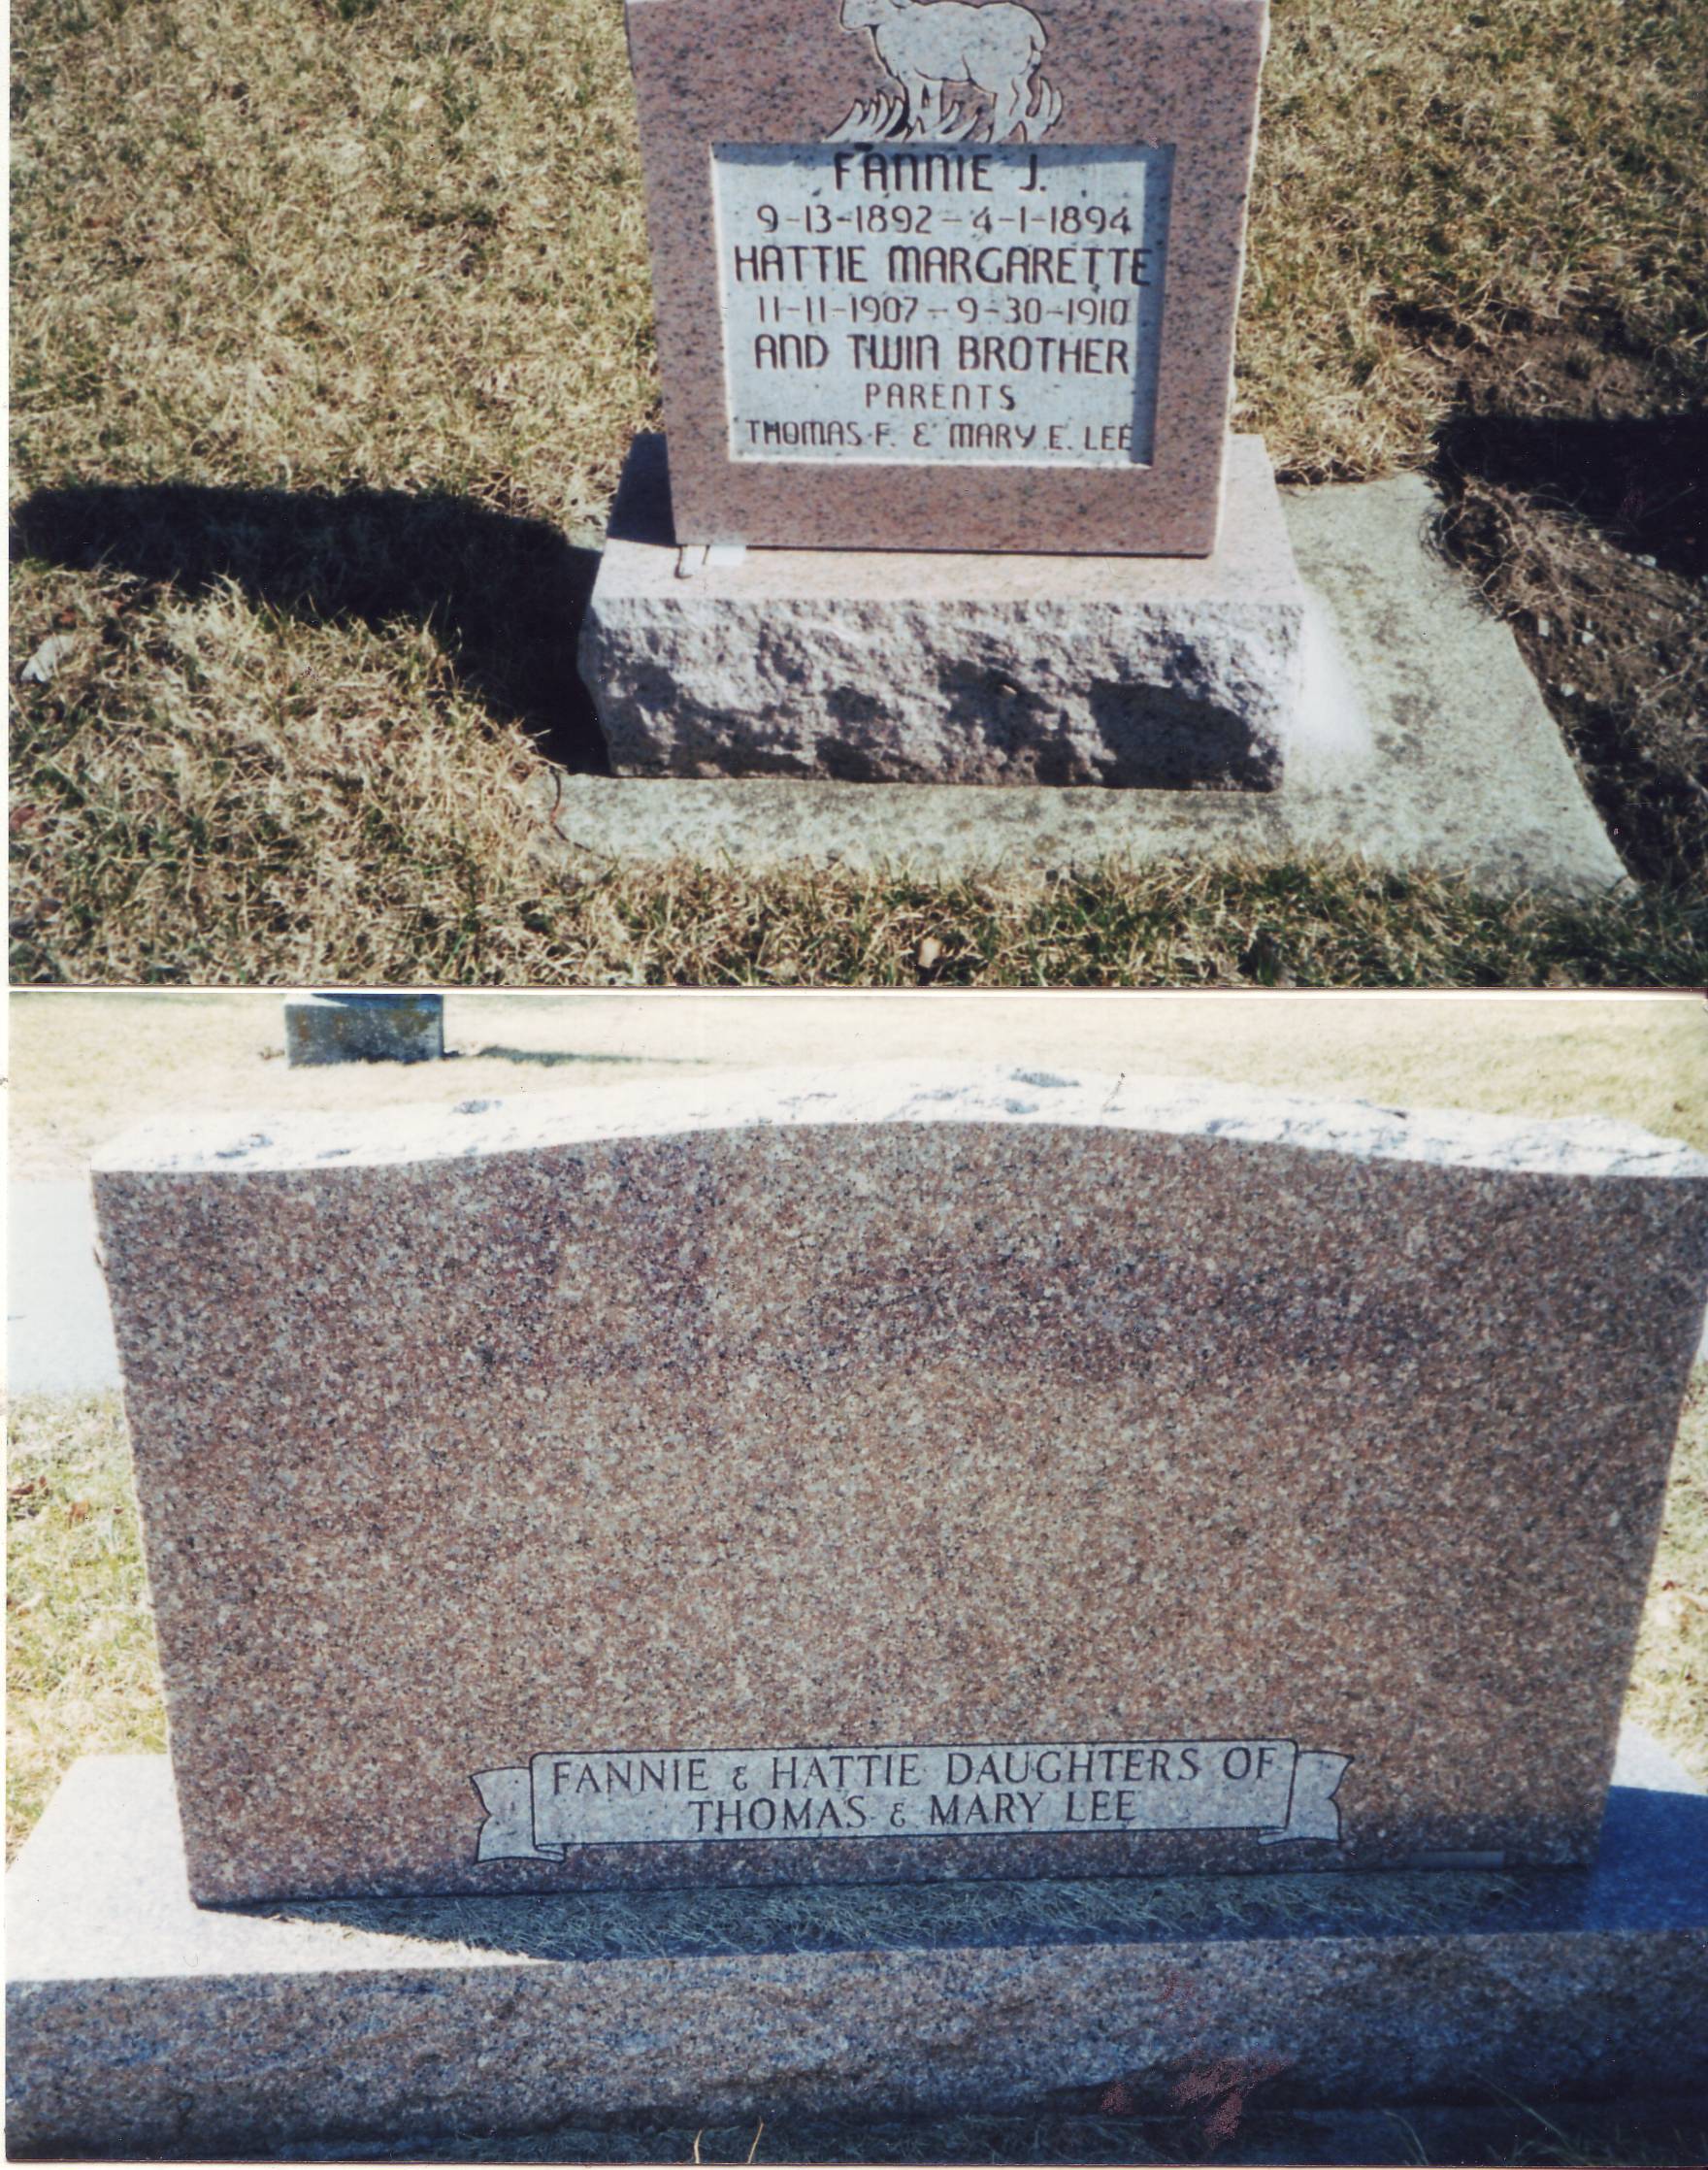 FANNIE J.
9-13-1892-4-1-1894
HATTIE MARGARETTE
11-11-1907-9-30-1910
AND TWIN BROTHER
PARENTS
THOMAS F. & MARY E. LEE
FANNIE & HATTIE DAUGHTERS OF
THOMAS & MARY LEE